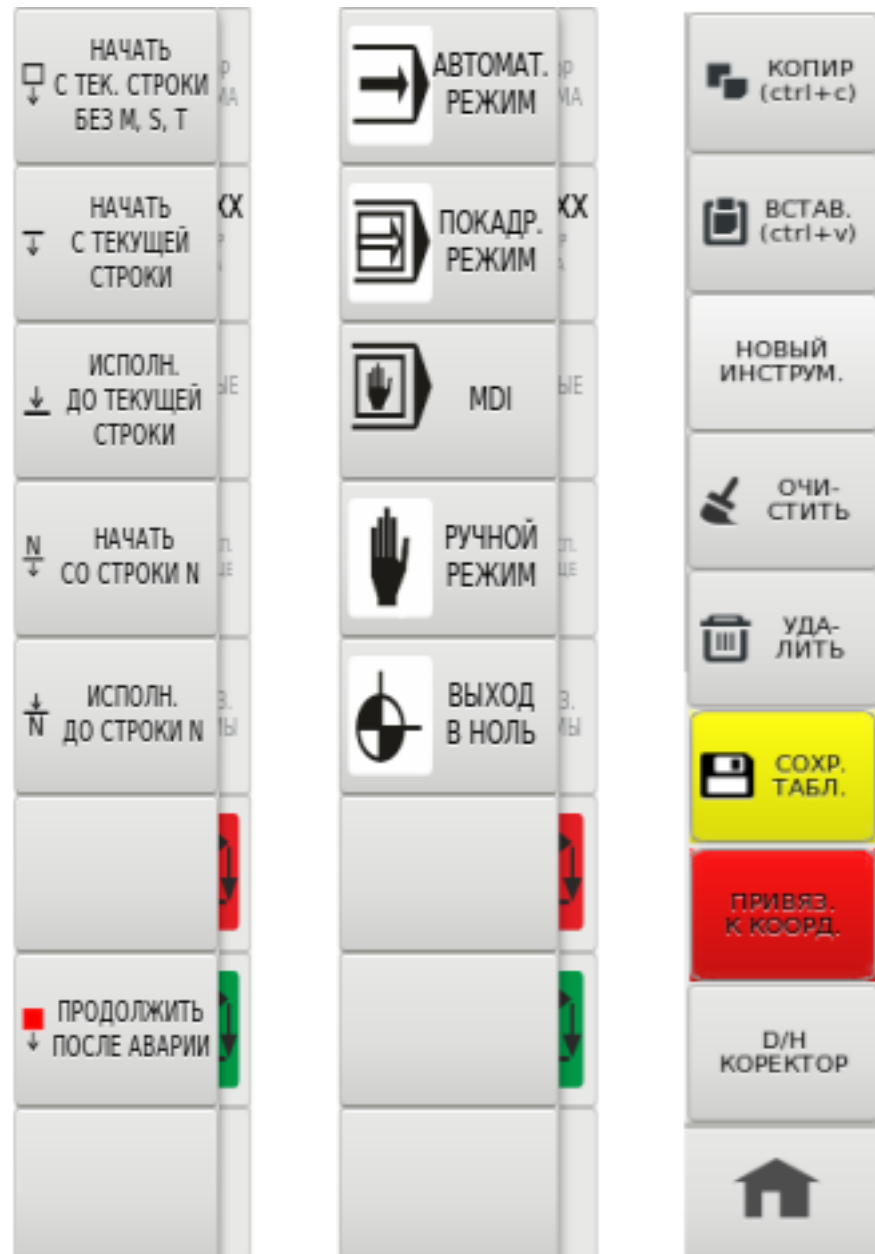 НАЧАТЬ
С ТЕК. СТРОКИ
БЕЗ M, S, T
НАЧАТЬ
С ТЕКУЩЕЙ
СТРОКИ
ИСПОЛН.
ДО ТЕКУЩЕЙ
СТРОКИ
N
НАЧАТЬ
СО СТРОКИ N
N
ИСПОЛН.
ДО СТРОКИ N
ПРОДОЛЖИТЬ
ПОСЛЕ АВАРИИ
АВТОМАТ.
РЕЖИМ
ПОКАДР.
РЕЖИМ
MDI
РУЧНОЙ
РЕЖИМ
ВЫХОД
В НОЛЬ
КОПИР
(ctrl+c)
ВСТАВ.
(ctrl+v)
НОВЫЙ
ИНСТРУМ.
ОЧИ-
СТИТЬ
УДА-
ЛИТЬ
СОХР.
ТАБЛ.
ПРИВЯЗ.
К КООРД.
D/H
КОРЕКТОР